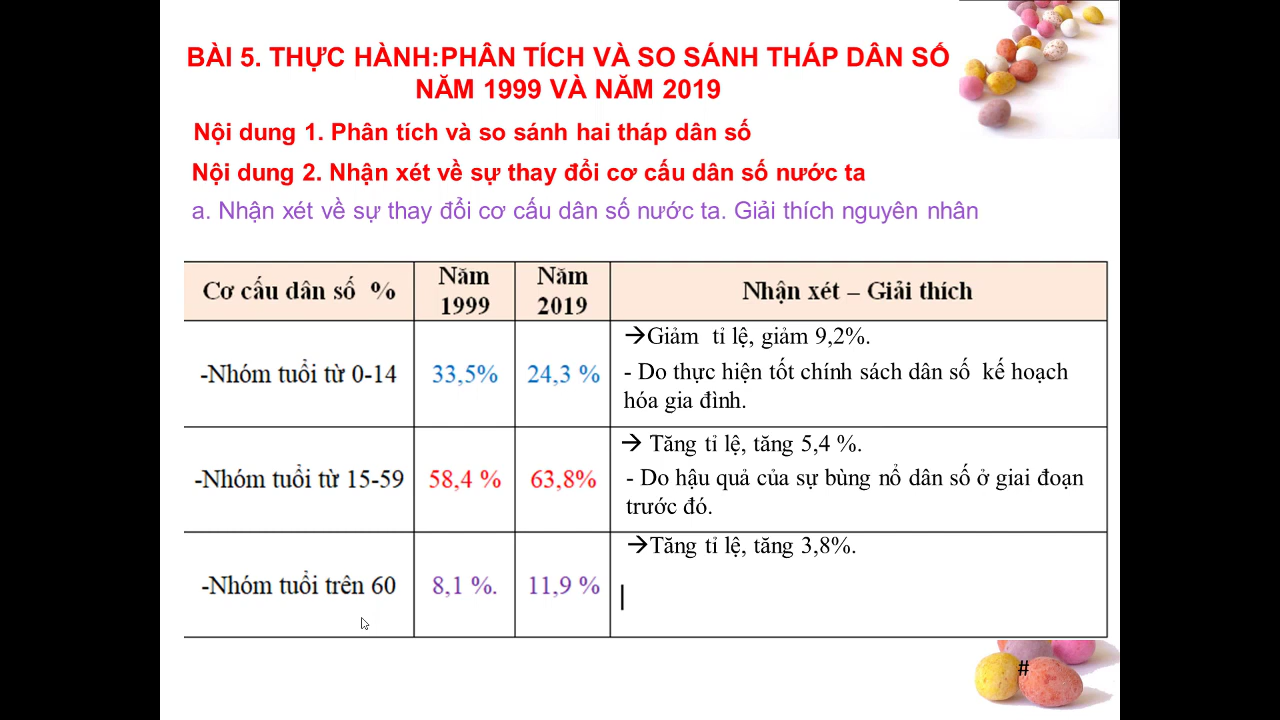 BÀI 5. THỰC HÀNH:PHÂN TÍCH VÀ SO SÁNH THÁP DÂN SỐ
NĂM 1999 VÀ NĂM 2019
Nội dung 1. Phân tích và so sánh hai tháp dân số
Nội dung 2. Nhận xét về sự thay đổi cơ cấu dân số nước ta
a. Nhận xét về sự thay đổi cơ cấu dân số nước ta. Giải thích nguyên nhân
Cơ cấu dân số %
Năm
1999
Năm
2019
Nhận xét – Giải thích
-Nhóm tuổi từ 0-14
33,5%
24,3 %
→Giảm tỉ lệ, giảm 9,2%.
- Do thực hiện tốt chính sách dân số kế hoạch
hóa gia đình.
-Nhóm tuổi từ 15-59
58,4 %
63,8%
→ Tăng tỉ lệ, tăng 5,4 %.
- Do hậu quả của sự bùng nổ dân số ở giai đoạn
trước đó.
-Nhóm tuổi trên 60
8,1 %.
11,9 %
→Tăng tỉ lệ, tăng 3,8%.
#